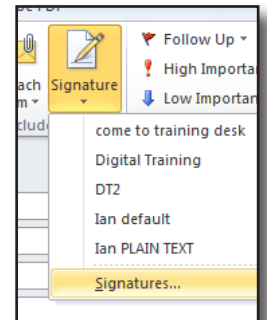 Follow Up
ach Signature High Importa
m Low Importan
clud
come to training desk
Digital Training
DT2
Ian default
Ian PLAIN TEXT
Signatures...